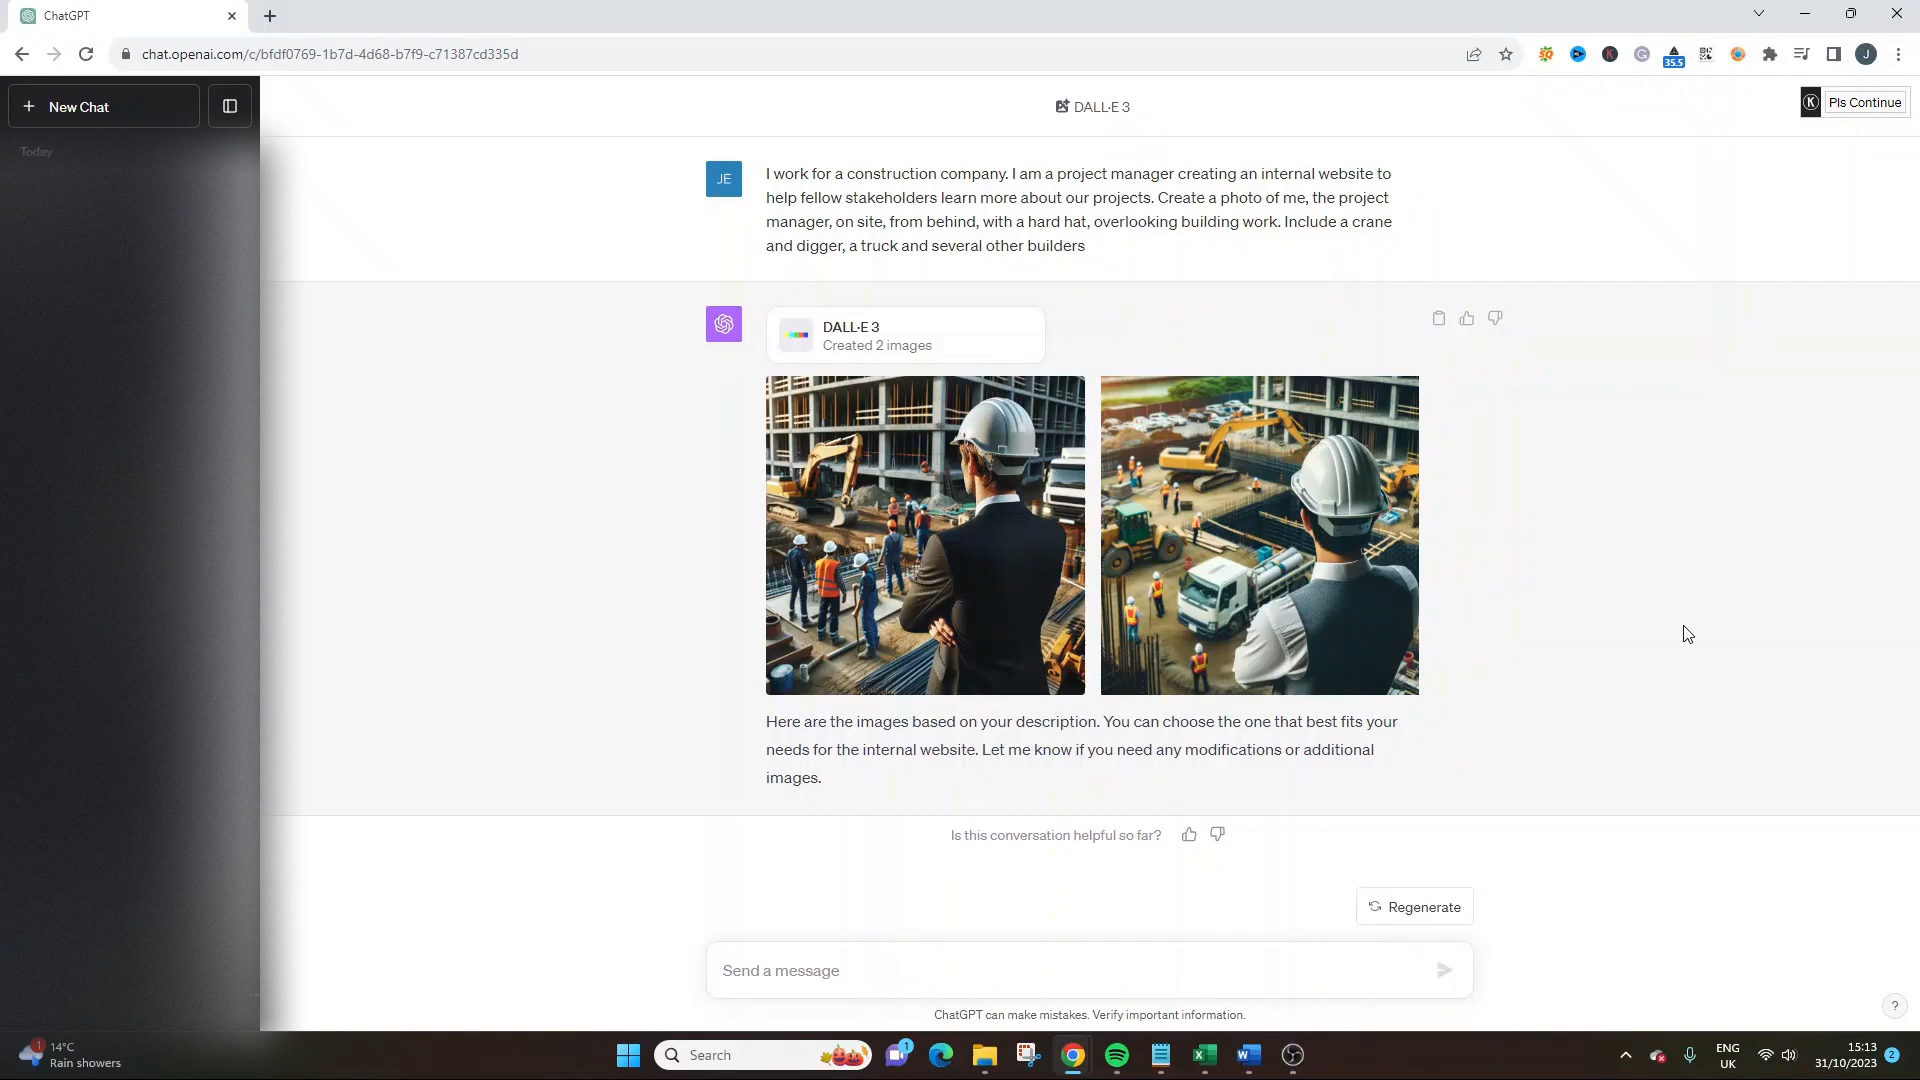 ChatGPT
chat.openai.com/c/bfdf0769-1b7d-4d68-b7f9-c71387cd335d
35.5
J
New Chat
DALL·E 3
Pls Continue
Today
JE
I work for a construction company. I am a project manager creating an internal website to
help fellow stakeholders learn more about our projects. Create a photo of me, the project
manager, on site, from behind, with a hard hat, overlooking building work. Include a crane
and digger, a truck and several other builders
DALL·E 3
Created 2 images
Here are the images based on your description. You can choose the one that best fits your
needs for the internal website. Let me know if you need any modifications or additional
images.
Is this conversation helpful so far?
Regenerate
Send a message
ChatGPT can make mistakes. Verify important information.
?
1
14°C
Rain showers
Search
1
ENG
UK
15:13
31/10/2023
2